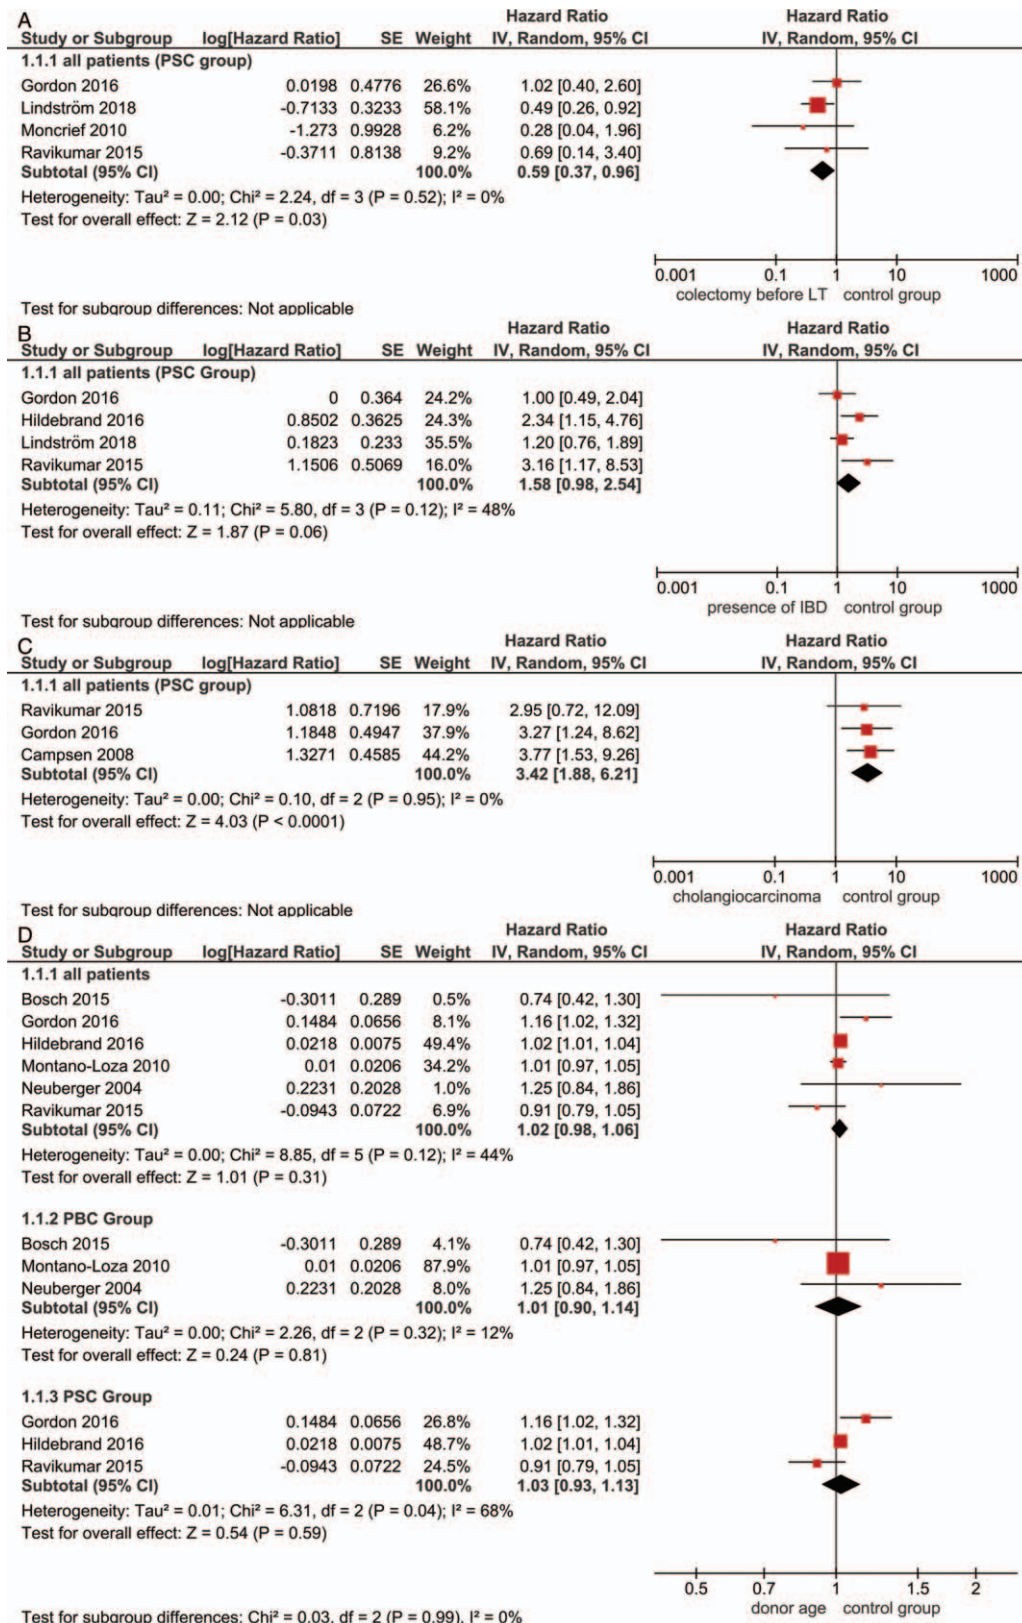 A
Hazard Ratio Hazard Ratio
Study or Subgroup log[Hazard Ratio] SE Weight IV, Random, 95% CI IV, Random, 95% CI
1.1.1 all patients (PSC group)
Gordon 2016 0.0198 0.4776 26.6% 1.02 [0.40, 2.60]
Lindström 2018 -0.7133 0.3233 58.1% 0.49 [0.26, 0.92]
Moncrief 2010 -1.273 0.9928 6.2% 0.28 [0.04, 1.96]
Ravikumar 2015 -0.3711 0.8138 9.2% 0.69 [0.14, 3.40]
Subtotal (95% CI) 100.0% 0.59 [0.37, 0.96]
Heterogeneity: Tau² = 0.00; Chi² = 2.24, df = 3 (P = 0.52); I² = 0%
Test for overall effect: Z = 2.12 (P = 0.03)
0.001 0.1 1 10 1000
colectomy before LT control group
Test for subgroup differences: Not applicable
B
Hazard Ratio Hazard Ratio
Study or Subgroup log[Hazard Ratio] SE Weight IV, Random, 95% CI IV, Random, 95% CI
1.1.1 all patients (PSC Group)
Gordon 2016 0 0.364 24.2% 1.00 [0.49, 2.04]
Hildebrand 2016 0.8502 0.3625 24.3% 2.34 [1.15, 4.76]
Lindström 2018 0.1823 0.233 35.5% 1.20 [0.76, 1.89]
Ravikumar 2015 1.1506 0.5069 16.0% 3.16 [1.17, 8.53]
Subtotal (95% CI) 100.0% 1.58 [0.98, 2.54]
Heterogeneity: Tau² = 0.11; Chi² = 5.80, df = 3 (P = 0.12); I² = 48%
Test for overall effect: Z = 1.87 (P = 0.06)
0.001 0.1 1 10 1000
presence of IBD control group
Test for subgroup differences: Not applicable
C
Hazard Ratio Hazard Ratio
Study or Subgroup log[Hazard Ratio] SE Weight IV, Random, 95% CI IV, Random, 95% CI
1.1.1 all patients (PSC group)
Ravikumar 2015 1.0818 0.7196 17.9% 2.95 [0.72, 12.09]
Gordon 2016 1.1848 0.4947 37.9% 3.27 [1.24, 8.62]
Campsen 2008 1.3271 0.4585 44.2% 3.77 [1.53, 9.26]
Subtotal (95% CI) 100.0% 3.42 [1.88, 6.21]
Heterogeneity: Tau² = 0.00; Chi² = 0.10, df = 2 (P = 0.95); I² = 0%
Test for overall effect: Z = 4.03 (P < 0.0001)
0.001 0.1 1 10 1000
cholangiocarcinoma control group
Test for subgroup differences: Not applicable
D
Hazard Ratio Hazard Ratio
Study or Subgroup log[Hazard Ratio] SE Weight IV, Random, 95% CI IV, Random, 95% CI
1.1.1 all patients
Bosch 2015 -0.3011 0.289 0.5% 0.74 [0.42, 1.30]
Gordon 2016 0.1484 0.0656 8.1% 1.16 [1.02, 1.32]
Hildebrand 2016 0.0218 0.0075 49.4% 1.02 [1.01, 1.04]
Montano-Loza 2010 0.01 0.0206 34.2% 1.01 [0.97, 1.05]
Neuberger 2004 0.2231 0.2028 1.0% 1.25 [0.84, 1.86]
Ravikumar 2015 -0.0943 0.0722 6.9% 0.91 [0.79, 1.05]
Subtotal (95% CI) 100.0% 1.02 [0.98, 1.06]
Heterogeneity: Tau² = 0.00; Chi² = 8.85, df = 5 (P = 0.12); I² = 44%
Test for overall effect: Z = 1.01 (P = 0.31)
1.1.2 PBC Group
Bosch 2015 -0.3011 0.289 4.1% 0.74 [0.42, 1.30]
Montano-Loza 2010 0.01 0.0206 87.9% 1.01 [0.97, 1.05]
Neuberger 2004 0.2231 0.2028 8.0% 1.25 [0.84, 1.86]
Subtotal (95% CI) 100.0% 1.01 [0.90, 1.14]
Heterogeneity: Tau² = 0.00; Chi² = 2.26, df = 2 (P = 0.32); I² = 12%
Test for overall effect: Z = 0.24 (P = 0.81)
1.1.3 PSC Group
Gordon 2016 0.1484 0.0656 26.8% 1.16 [1.02, 1.32]
Hildebrand 2016 0.0218 0.0075 48.7% 1.02 [1.01, 1.04]
Ravikumar 2015 -0.0943 0.0722 24.5% 0.91 [0.79, 1.05]
Subtotal (95% CI) 100.0% 1.03 [0.93, 1.13]
Heterogeneity: Tau² = 0.01; Chi² = 6.31, df = 2 (P = 0.04); I² = 68%
Test for overall effect: Z = 0.54 (P = 0.59)
0.5 0.7 1 1.5 2
donor age control group
Test for subgroup differences: Chi² = 0.03, df = 2 (P = 0.99), I² = 0%